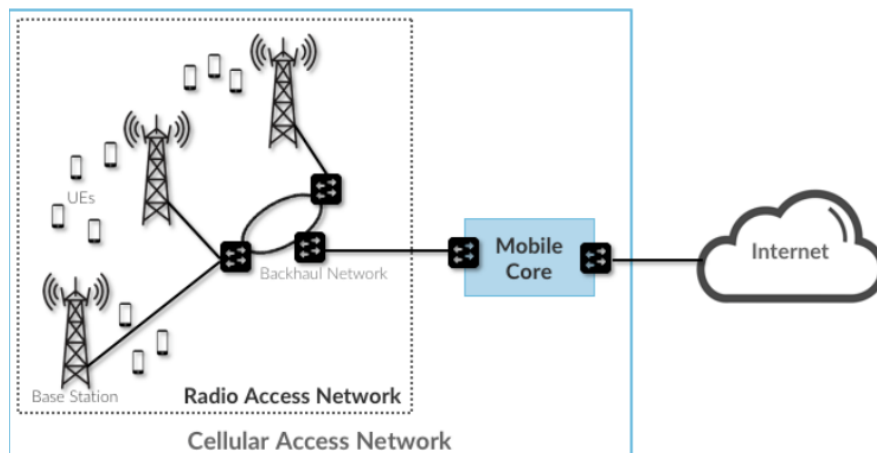 UEs
Backhaul Network
Mobile
Core
Internet
Base Station
Radio Access Network
Cellular Access Network